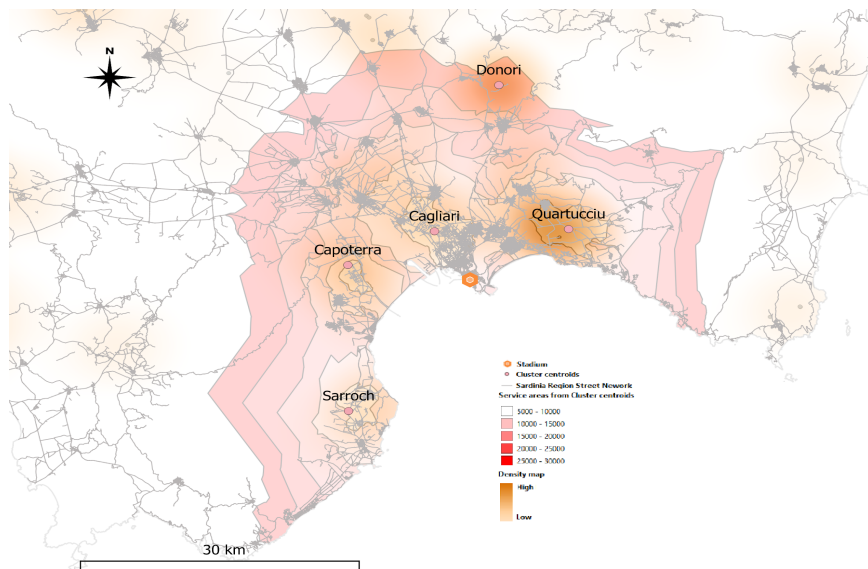 N
Donori
Cagliari
Quartucciu
Capoterra
Sarroch
Stadium
Cluster centroids
Sardinia Region Street Nework
Service areas from Cluster centroids
5000 - 10000
10000 - 15000
15000 - 20000
20000 - 25000
25000 - 30000
Density map
High
Low
30 km